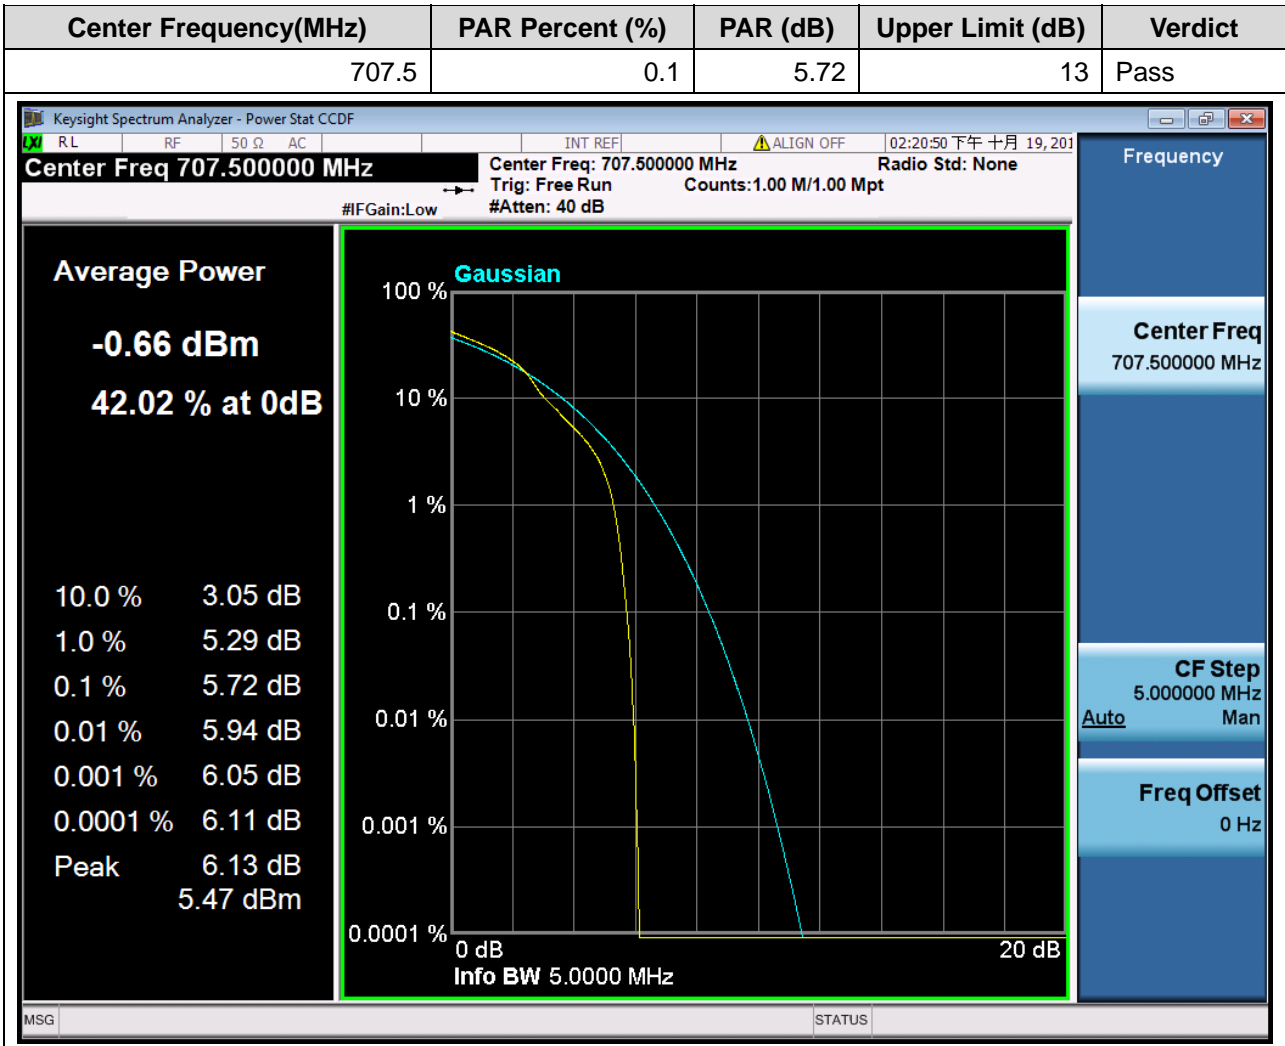 Center Frequency(MHz) PAR Percent (%) PAR (dB) Upper Limit (dB) Verdict
707.5 0.1 5.72 13 Pass
Keysight Spectrum Analyzer - Power Stat CCDF
LXI RL RF 50 Ω AC INT REF ALIGN OFF 02:20:50 下午 十月 19, 201
Center Freq 707.500000 MHz
Center Freq: 707.500000 MHz Radio Std: None
Trig: Free Run Counts:1.00 M/1.00 Mpt
#IFGain:Low #Atten: 40 dB
Average Power
-0.66 dBm
42.02 % at 0dB
10.0 % 3.05 dB
1.0 % 5.29 dB
0.1 % 5.72 dB
0.01 % 5.94 dB
0.001 % 6.05 dB
0.0001 % 6.11 dB
Peak 6.13 dB
5.47 dBm
Gaussian
100 %
10 %
1 %
0.1 %
0.01 %
0.001 %
0.0001 %
0 dB 20 dB
Info BW 5.0000 MHz
Frequency
Center Freq
707.500000 MHz
CF Step
5.000000 MHz
Auto Man
Freq Offset
0 Hz
MSG STATUS